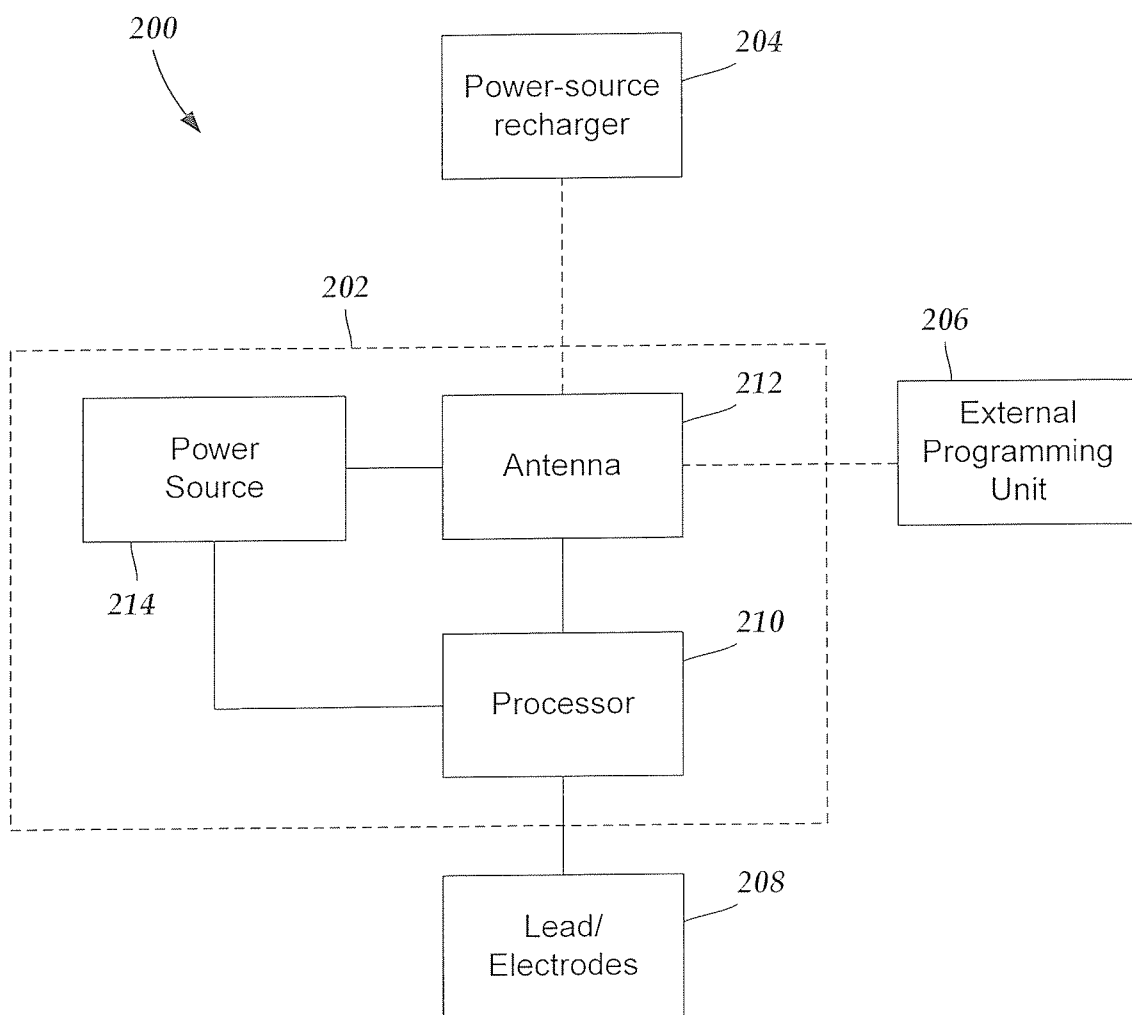 200
204
Power-source
recharger
202
206
212
External
Programming
Unit
Power
Source
Antenna
214
210
Processor
208
Lead/
Electrodes